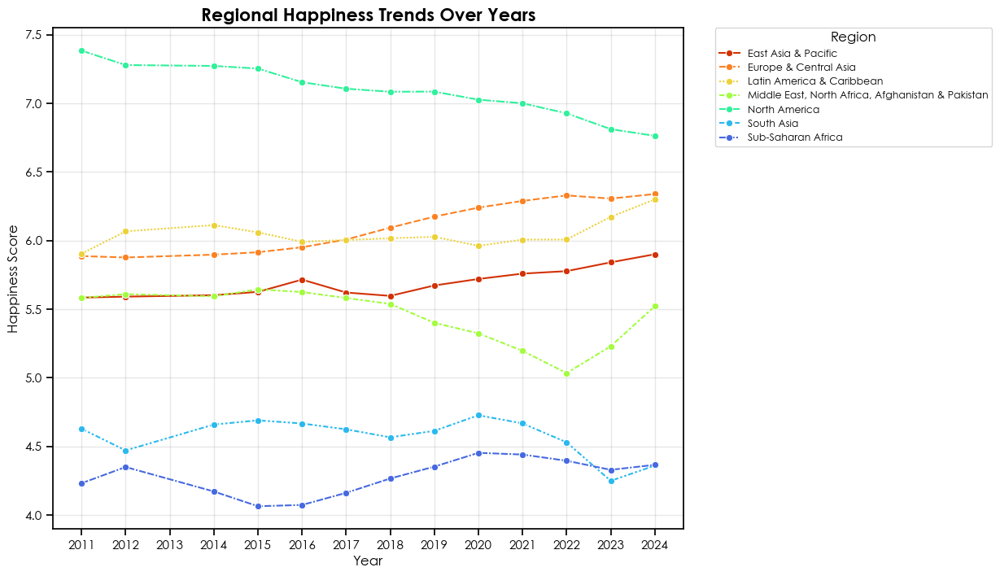 Regional Happiness Trends Over Years
Region
East Asia & Pacific
Europe & Central Asia
Latin America & Caribbean
Middle East, North Africa, Afghanistan & Pakistan
North America
South Asia
Sub-Saharan Africa
Happiness Score
7.5
7.0
6.5
6.0
5.5
5.0
4.5
4.0
2011 2012 2013 2014 2015 2016 2017 2018 2019 2020 2021 2022 2023 2024
Year